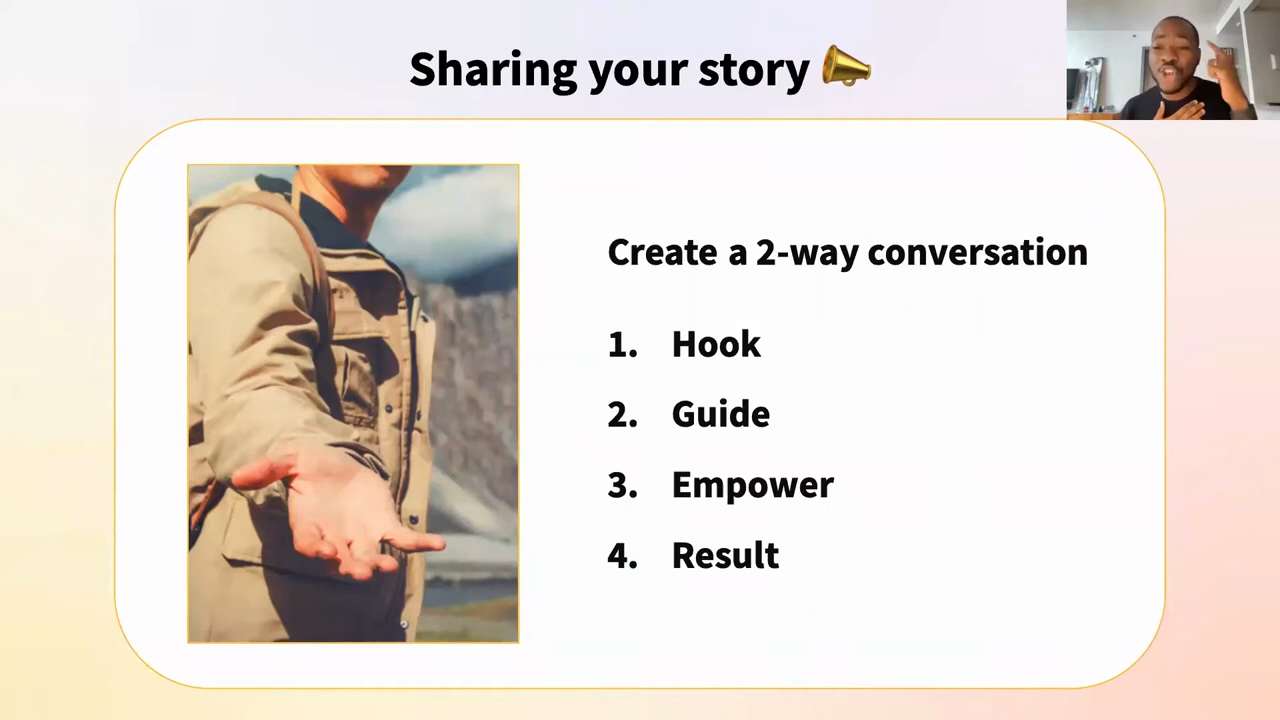 Sharing your story
Create a 2-way conversation
1. Hook
2. Guide
3. Empower
4. Result